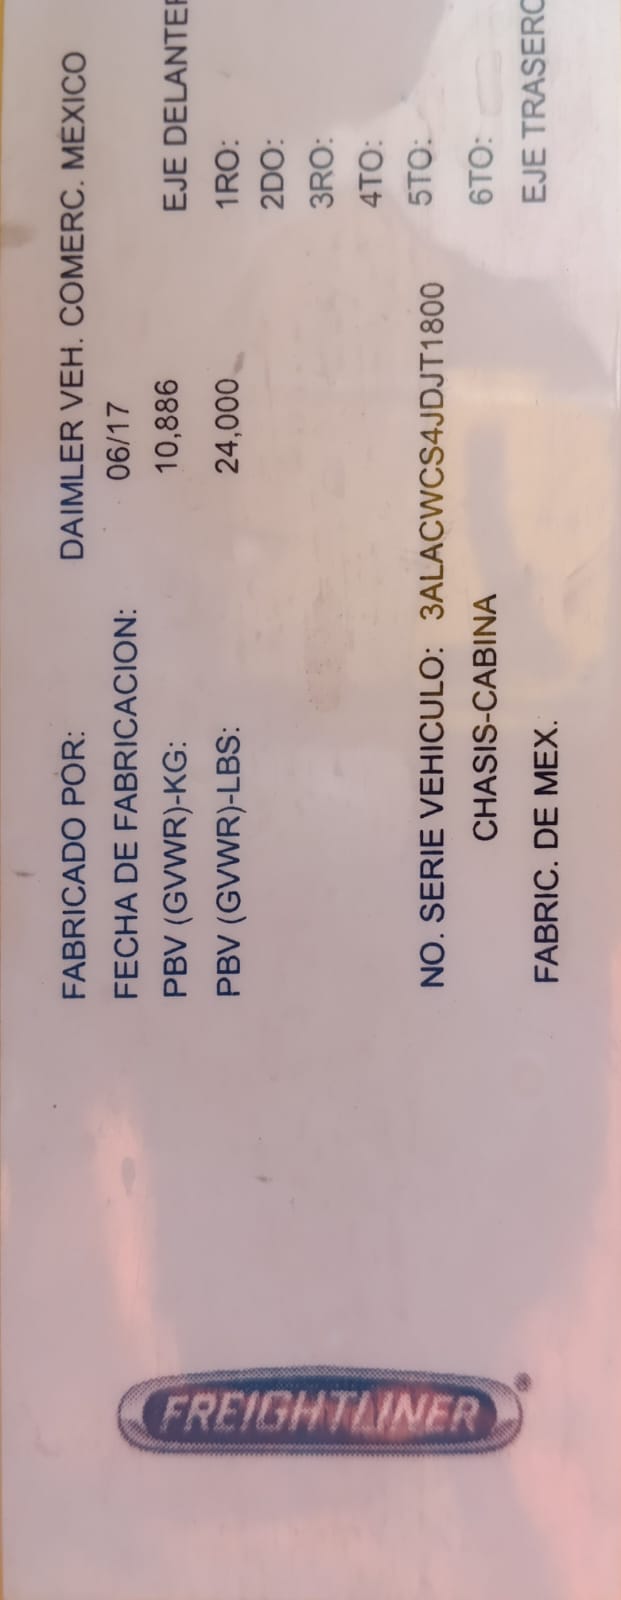 FREIGHTLINER
FABRICADO POR: DAIMLER VEH. COMERC. MEXICO
FECHA DE FABRICACION: 06/17
PBV (GVWR)-KG: 10,886 EJE DELANTER
PBV (GVWR)-LBS: 24,000 1RO:
2DO:
3RO:
4TO:
NO. SERIE VEHICULO: 3ALACWCS4JDJT1800 5TO:
CHASIS-CABINA 6TO:
FABRIC. DE MEX. EJE TRASERO